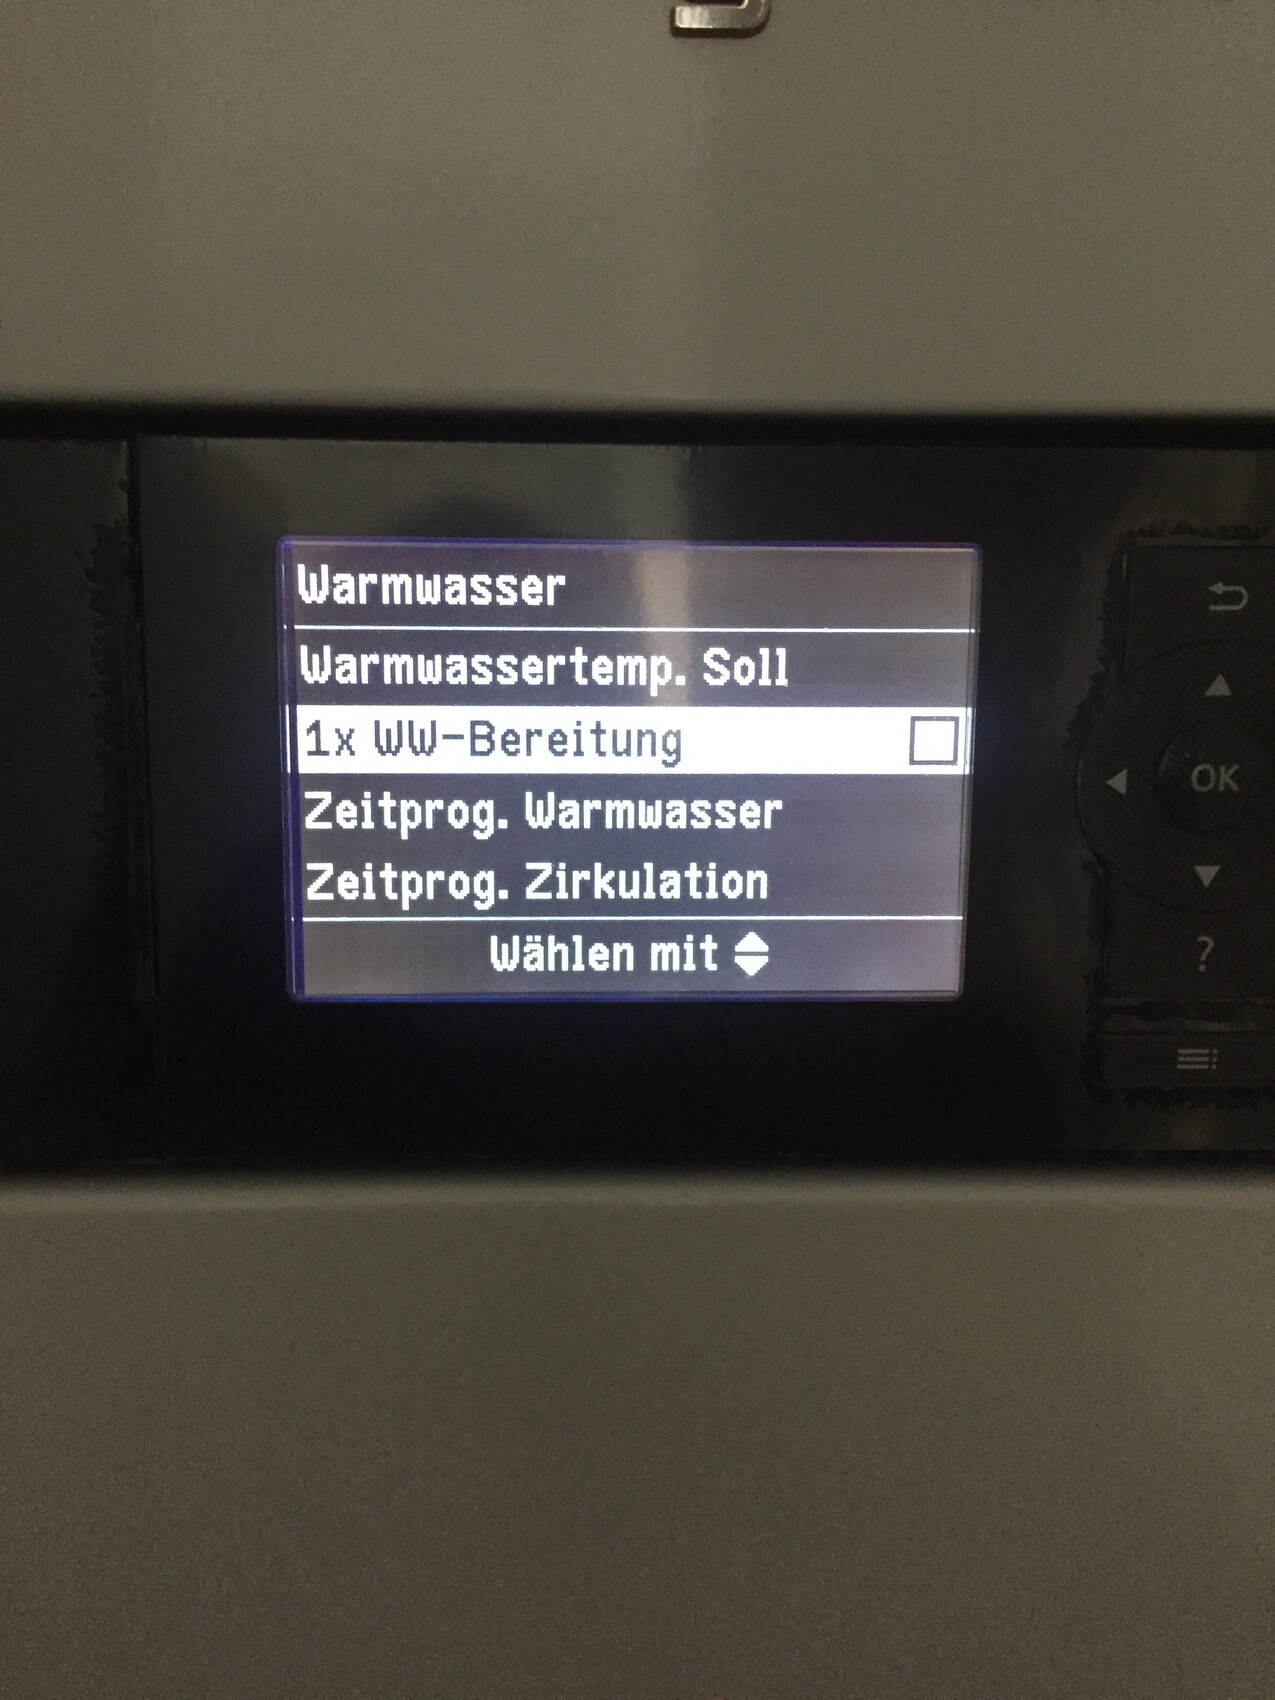 Warmwasser
Warmwassertemp. Soll
1x WW-Bereitung
Zeitprog. Warmwasser
Zeitprog. Zirkulation
Wählen mit
OK
?